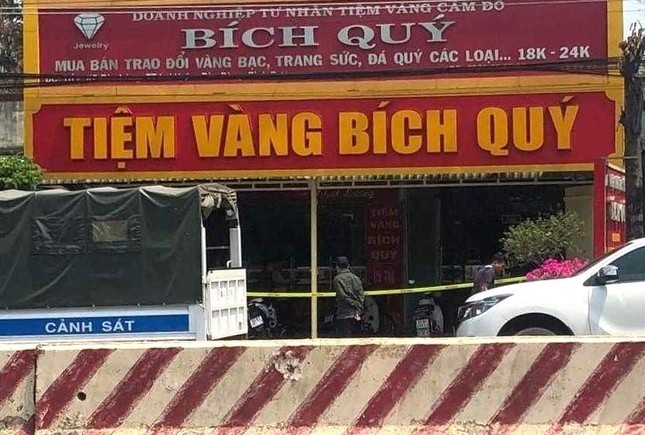 DOANH NGHIỆP TƯ NHÂN TIỆM VÀNG CẦM ĐỒ
Jewelry
BÍCH QUÝ
MUA BÁN TRAO ĐỔI VÀNG BẠC, TRANG SỨC, ĐÁ QUÝ CÁC LOẠI... 18K - 24K
TIỆM VÀNG BÍCH QUÝ
TIỆM
VÀNG
BÍCH
QUÝ
CẢNH SÁT